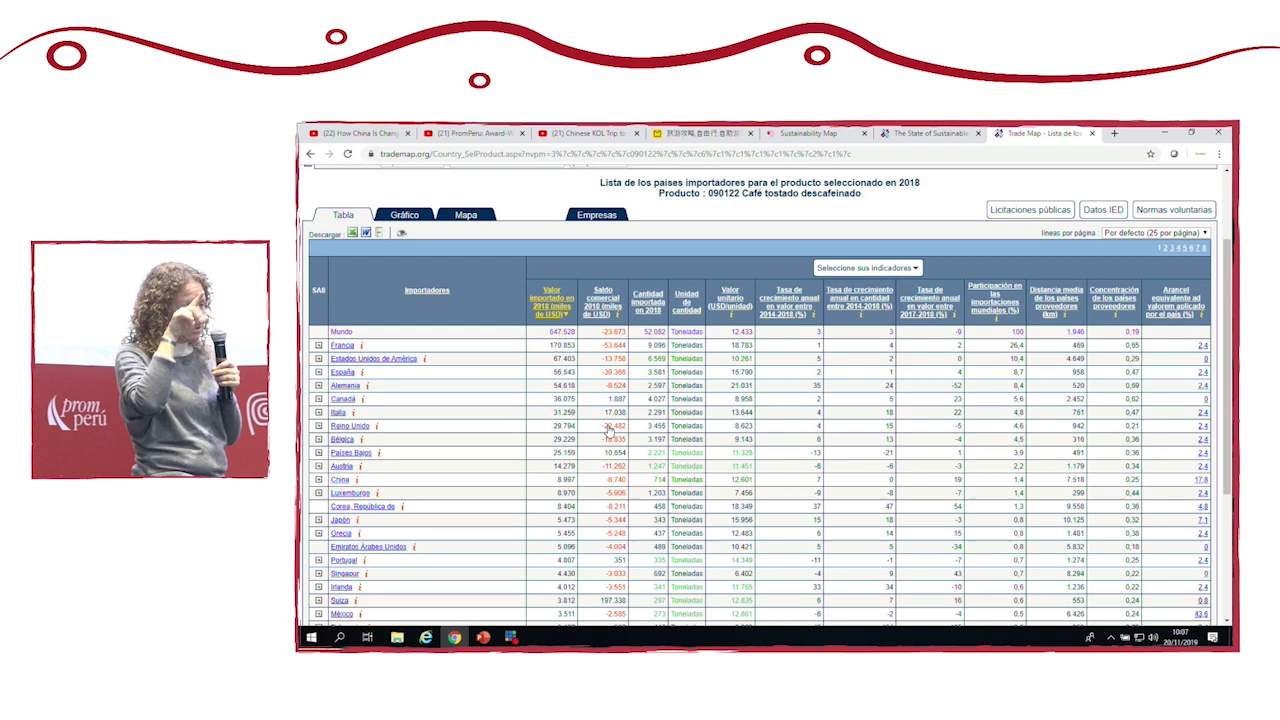 (22) How China Is Chang
(21) PromPeru: Award-W
(21) Chinese KOL Trip to
旅游攻略,自由行,自助游
Sustainability Map
The State of Sustainable
Trade Map - Lista de los
trademap.org/Country_SelProduct.aspx?nvpm=3%7c%7c%7c%7c%7c090122%7c%7c%7c6%7c1%7c1%7c1%7c1%7c1%7c%7c2%7c1%7c
Lista de los paises importadores para el producto seleccionado en 2018
Producto : 090122 Café tostado descafeinado
Tabla Gráfico Mapa Empresas
Licitaciones públicas Datos IED Normas voluntarias
Descargar :
líneas por página : Por defecto (25 por página)
1 2 3 4 5 6 7 8
Seleccione sus indicadores
SA8 Importadores Valor importado en 2018 (miles de USD) Saldo comercial 2018 (miles de USD) Cantidad importada en 2018 Unidad de cantidad Valor unitario (USD/unidad) Tasa de crecimiento anual en valor entre 2014-2018 (%) Tasa de crecimiento anual en cantidad entre 2014-2018 (%) Tasa de crecimiento anual en valor entre 2017-2018 (%) Participación en las importaciones mundiales (%) Distancia media de los países proveedores (km) Concentración de los países proveedores Arancel equivalente ad valorem aplicado por el país (%)
Mundo 647.528 -23.673 52.082 Toneladas 12.433 3 3 -9 100 1.946 0,19
Francia i 170.853 -53.644 9.096 Toneladas 18.783 1 4 2 26,4 469 0,65 2,4
Estados Unidos de América i 67.403 -13.758 6.569 Toneladas 10.261 5 2 0 10,4 4.649 0,29 0
España i 56.543 -39.366 3.581 Toneladas 15.790 2 1 4 8,7 958 0,47 2,4
Alemania i 54.618 -8.524 2.597 Toneladas 21.031 35 24 -52 8,4 520 0,69 2,4
Canadá i 36.075 1.887 4.027 Toneladas 8.958 2 5 23 5,6 2.452 0,62 0
Italia i 31.259 17.038 2.291 Toneladas 13.644 4 18 22 4,8 761 0,47 2,4
Reino Unido i 29.794 3.455 Toneladas 8.623 4 15 -5 4,6 942 0,21 2,4
Bélgica i 29.229 3.197 Toneladas 9.143 6 13 -4 4,5 316 0,36 2,4
Países Bajos i 25.159 10.654 2.221 Toneladas 11.328 -13 -21 1 3,9 491 0,36 2,4
Austria i 14.279 -11.262 1.247 Toneladas 11.451 -6 -6 -3 2,2 1.179 0,34 2,4
China i 8.997 -8.740 714 Toneladas 12.601 7 0 19 1,4 7.518 0,25 17,8
Luxemburgo i 8.970 -5.906 1.203 Toneladas 7.456 -9 -8 -7 1,4 299 0,44 2,4
Corea, República de i 8.404 -8.211 458 Toneladas 18.349 37 47 54 1,3 9.558 0,36 4,8
Japón i 5.473 -5.344 343 Toneladas 15.956 15 18 -3 0,8 10.125 0,32 7,1
Grecia i 5.455 -5.248 437 Toneladas 12.483 6 14 15 0,8 1.481 0,38 2,4
Emiratos Árabes Unidos i 5.096 -4.004 489 Toneladas 10.421 5 5 -34 0,8 5.832 0,18 0
Portugal i 4.807 351 335 Toneladas 14.349 -11 -1 -7 0,7 1.274 0,25 2,4
Singapur i 4.430 -3.033 692 Toneladas 6.402 -4 9 43 0,7 8.294 0,24 0
Irlanda i 4.012 -3.551 341 Toneladas 11.765 33 34 -10 0,6 1.236 0,22 2,4
Suiza i 3.812 197.338 297 Toneladas 12.835 6 7 16 0,6 553 0,24 0,8
México i 3.511 -2.585 273 Toneladas 12.861 -6 -2 -4 0,5 6.426 0,24 43,6
10:07
20/11/2019
prom
perú